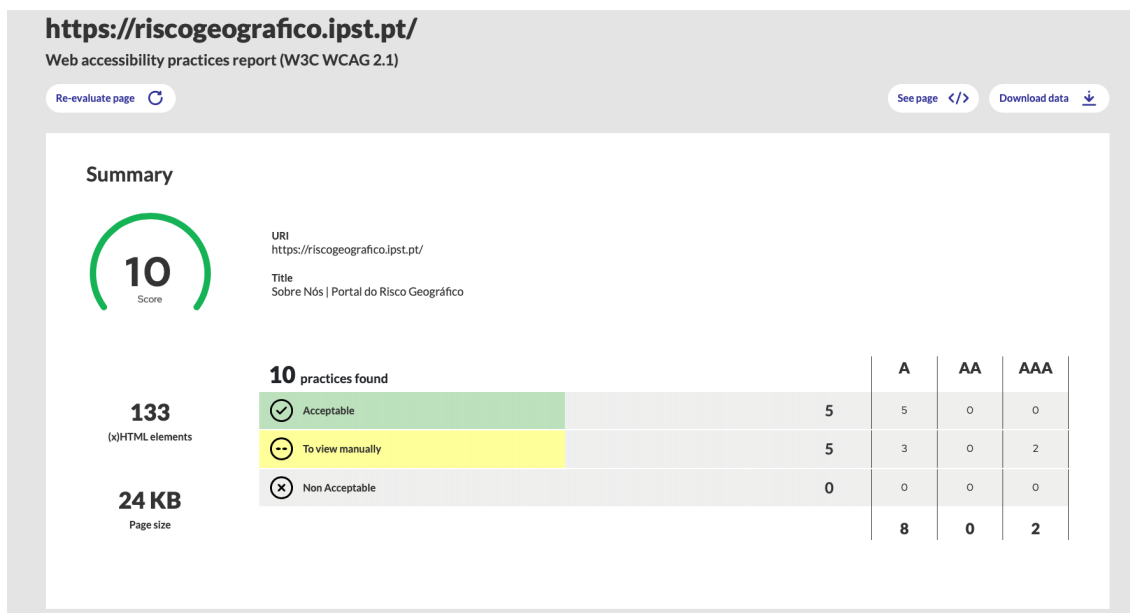 https://riscogeografico.ipst.pt/
Web accessibility practices report (W3C WCAG 2.1)
Re-evaluate page
See page </>
Download data
Summary
10
Score
URI
https://riscogeografico.ipst.pt/
Title
Sobre Nós | Portal do Risco Geográfico
133
(x)HTML elements
24 KB
Page size
10 practices found
A AA AAA
Acceptable 5 5 0 0
To view manually 5 3 0 2
Non Acceptable 0 0 0 0
8 0 2